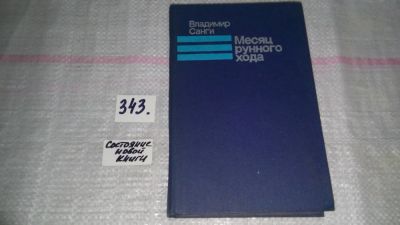 Владимир
Санги
Месяц
рунного
хода
343.
Состояние
новой
книги